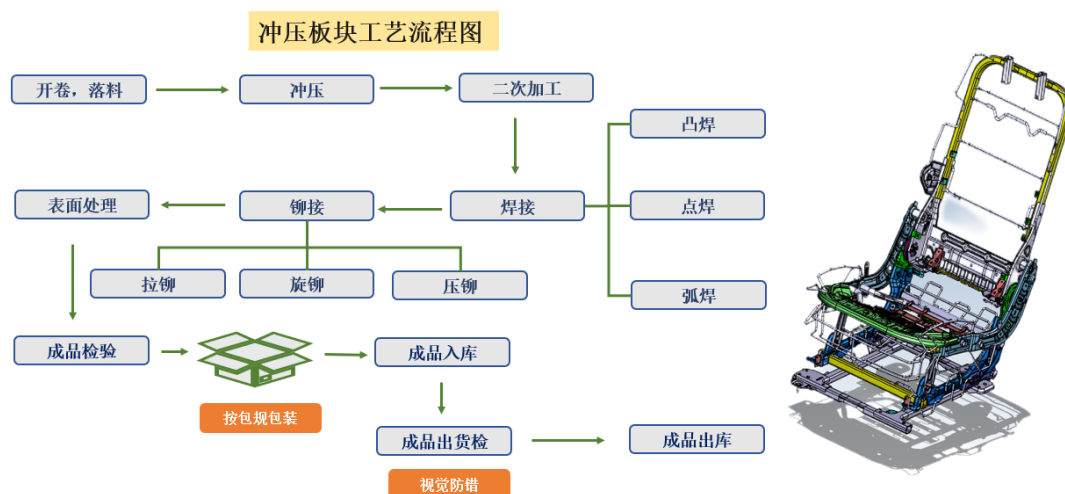 冲压板块工艺流程图
开卷，落料
冲压
二次加工
凸焊
表面处理
铆接
焊接
点焊
拉铆
旋铆
压铆
弧焊
成品检验
成品入库
按包规包装
成品出货检
成品出库
视觉防错